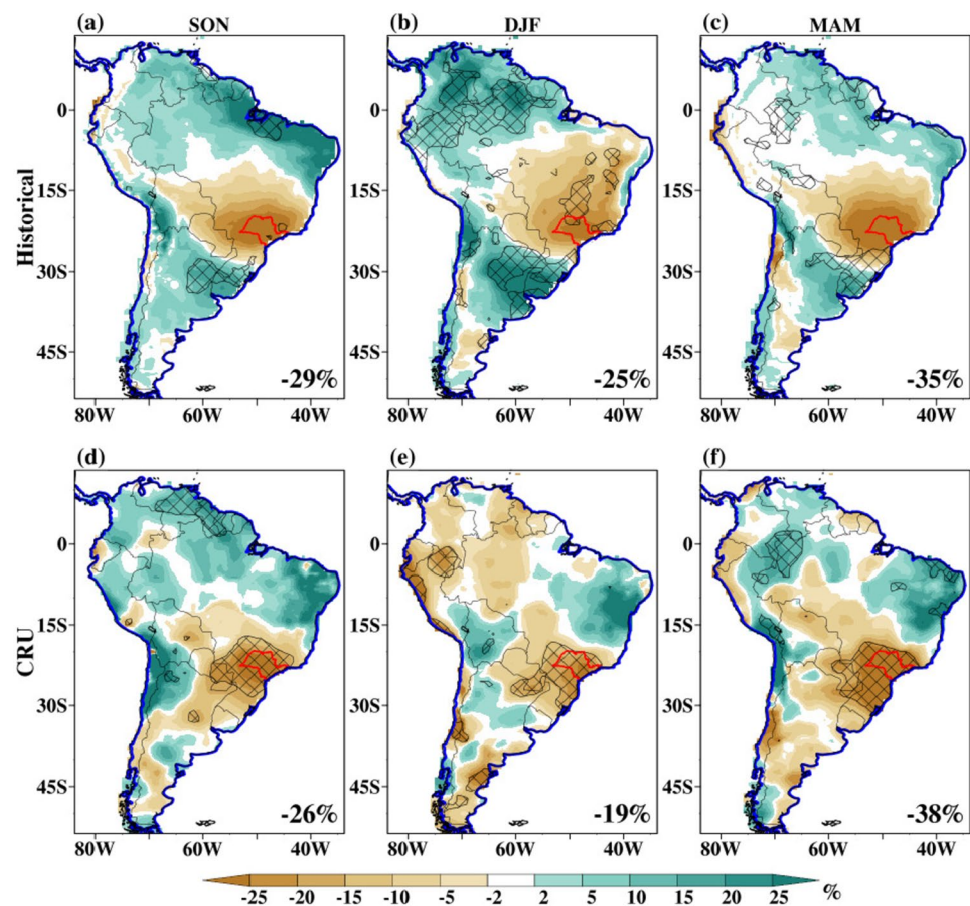 (a) SON (b) DJF (c) MAM
Historical
0 0 0
15S 15S 15S
30S 30S 30S
45S 45S 45S
-29% -25% -35%
80W 60W 40W 80W 60W 40W 80W 60W 40W
(d) (e) (f)
CRU
0 0 0
15S 15S 15S
30S 30S 30S
45S 45S 45S
-26% -19% -38%
80W 60W 40W 80W 60W 40W 80W 60W 40W
-25 -20 -15 -10 -5 -2 2 5 10 15 20 25 %